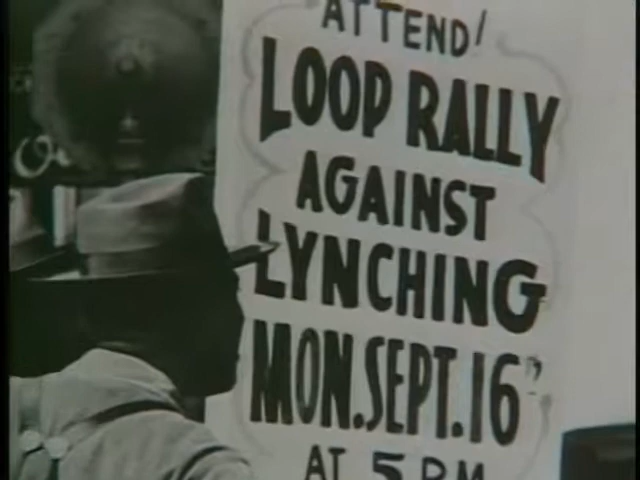 ATTEND!
LOOP RALLY
AGAINST
LYNCHING
MON. SEPT. 16TH
AT 5 P.M.